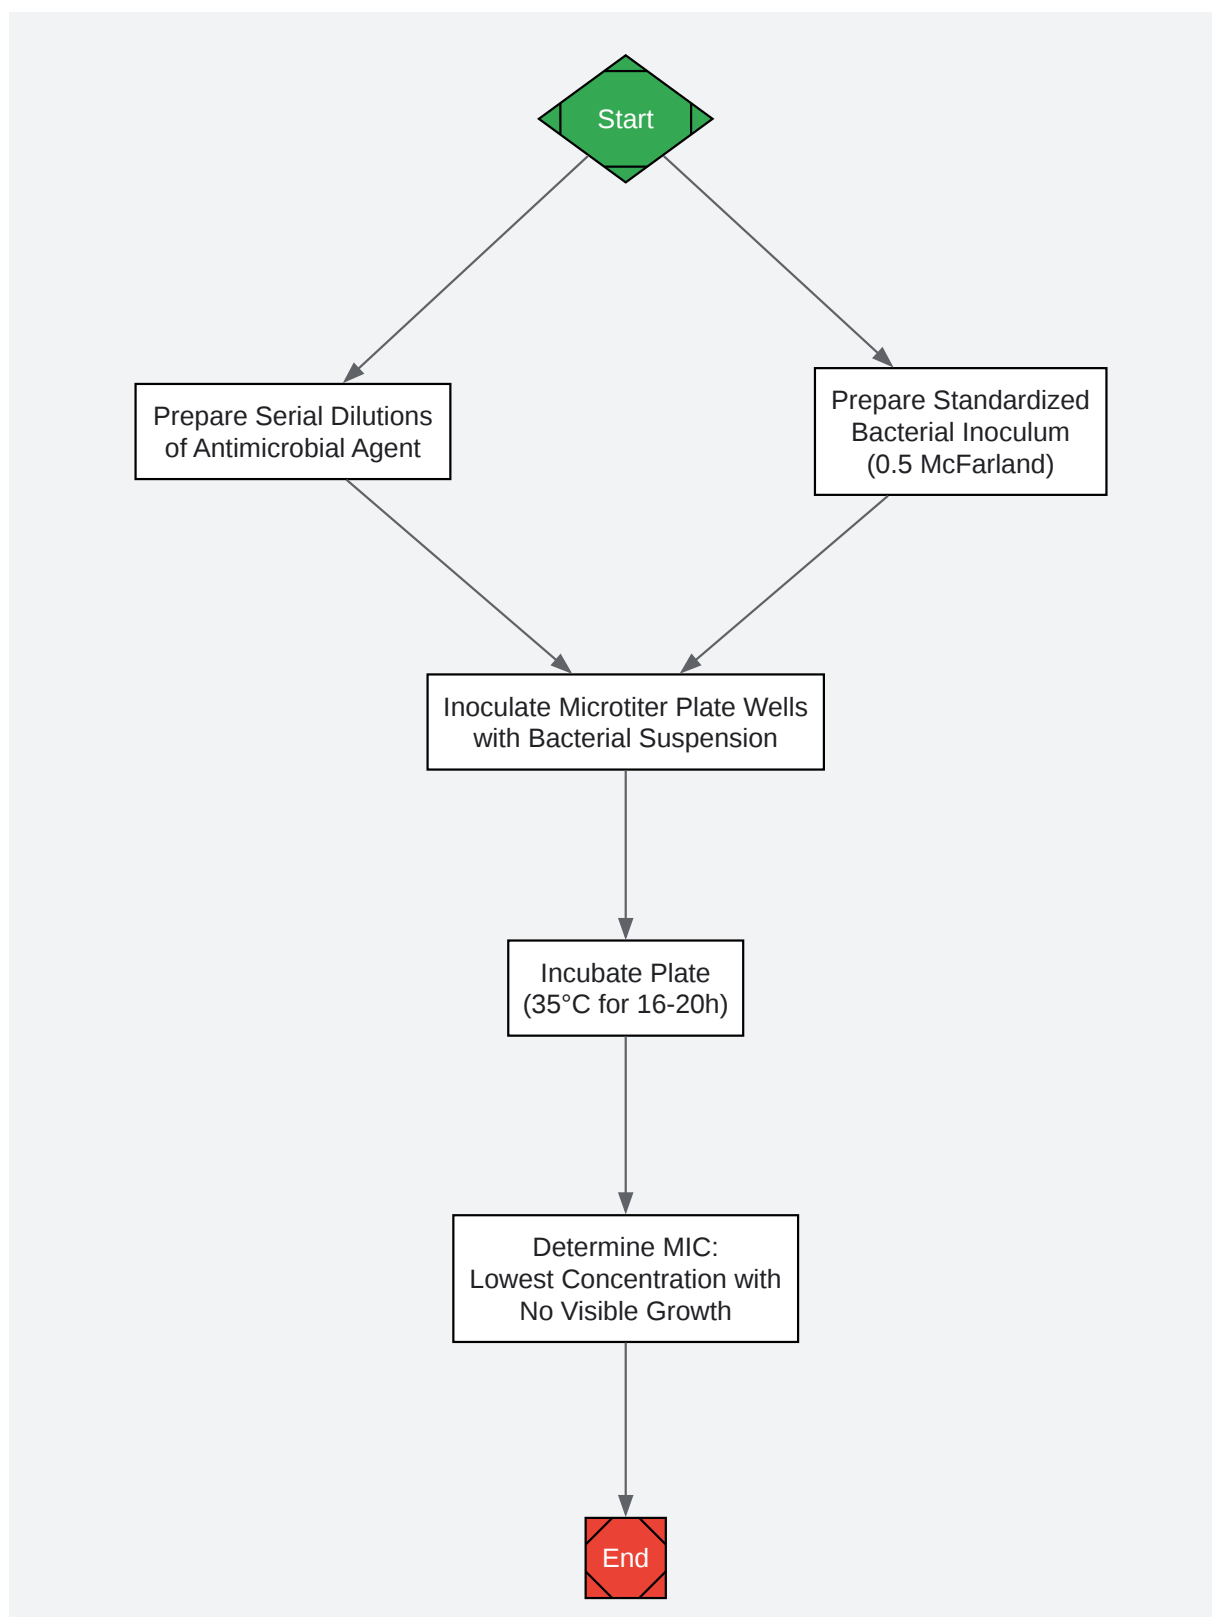 Start
Prepare Serial Dilutions
of Antimicrobial Agent
Prepare Standardized
Bacterial Inoculum
(0.5 McFarland)
Inoculate Microtiter Plate Wells
with Bacterial Suspension
Incubate Plate
(35°C for 16-20h)
Determine MIC:
Lowest Concentration with
No Visible Growth
End